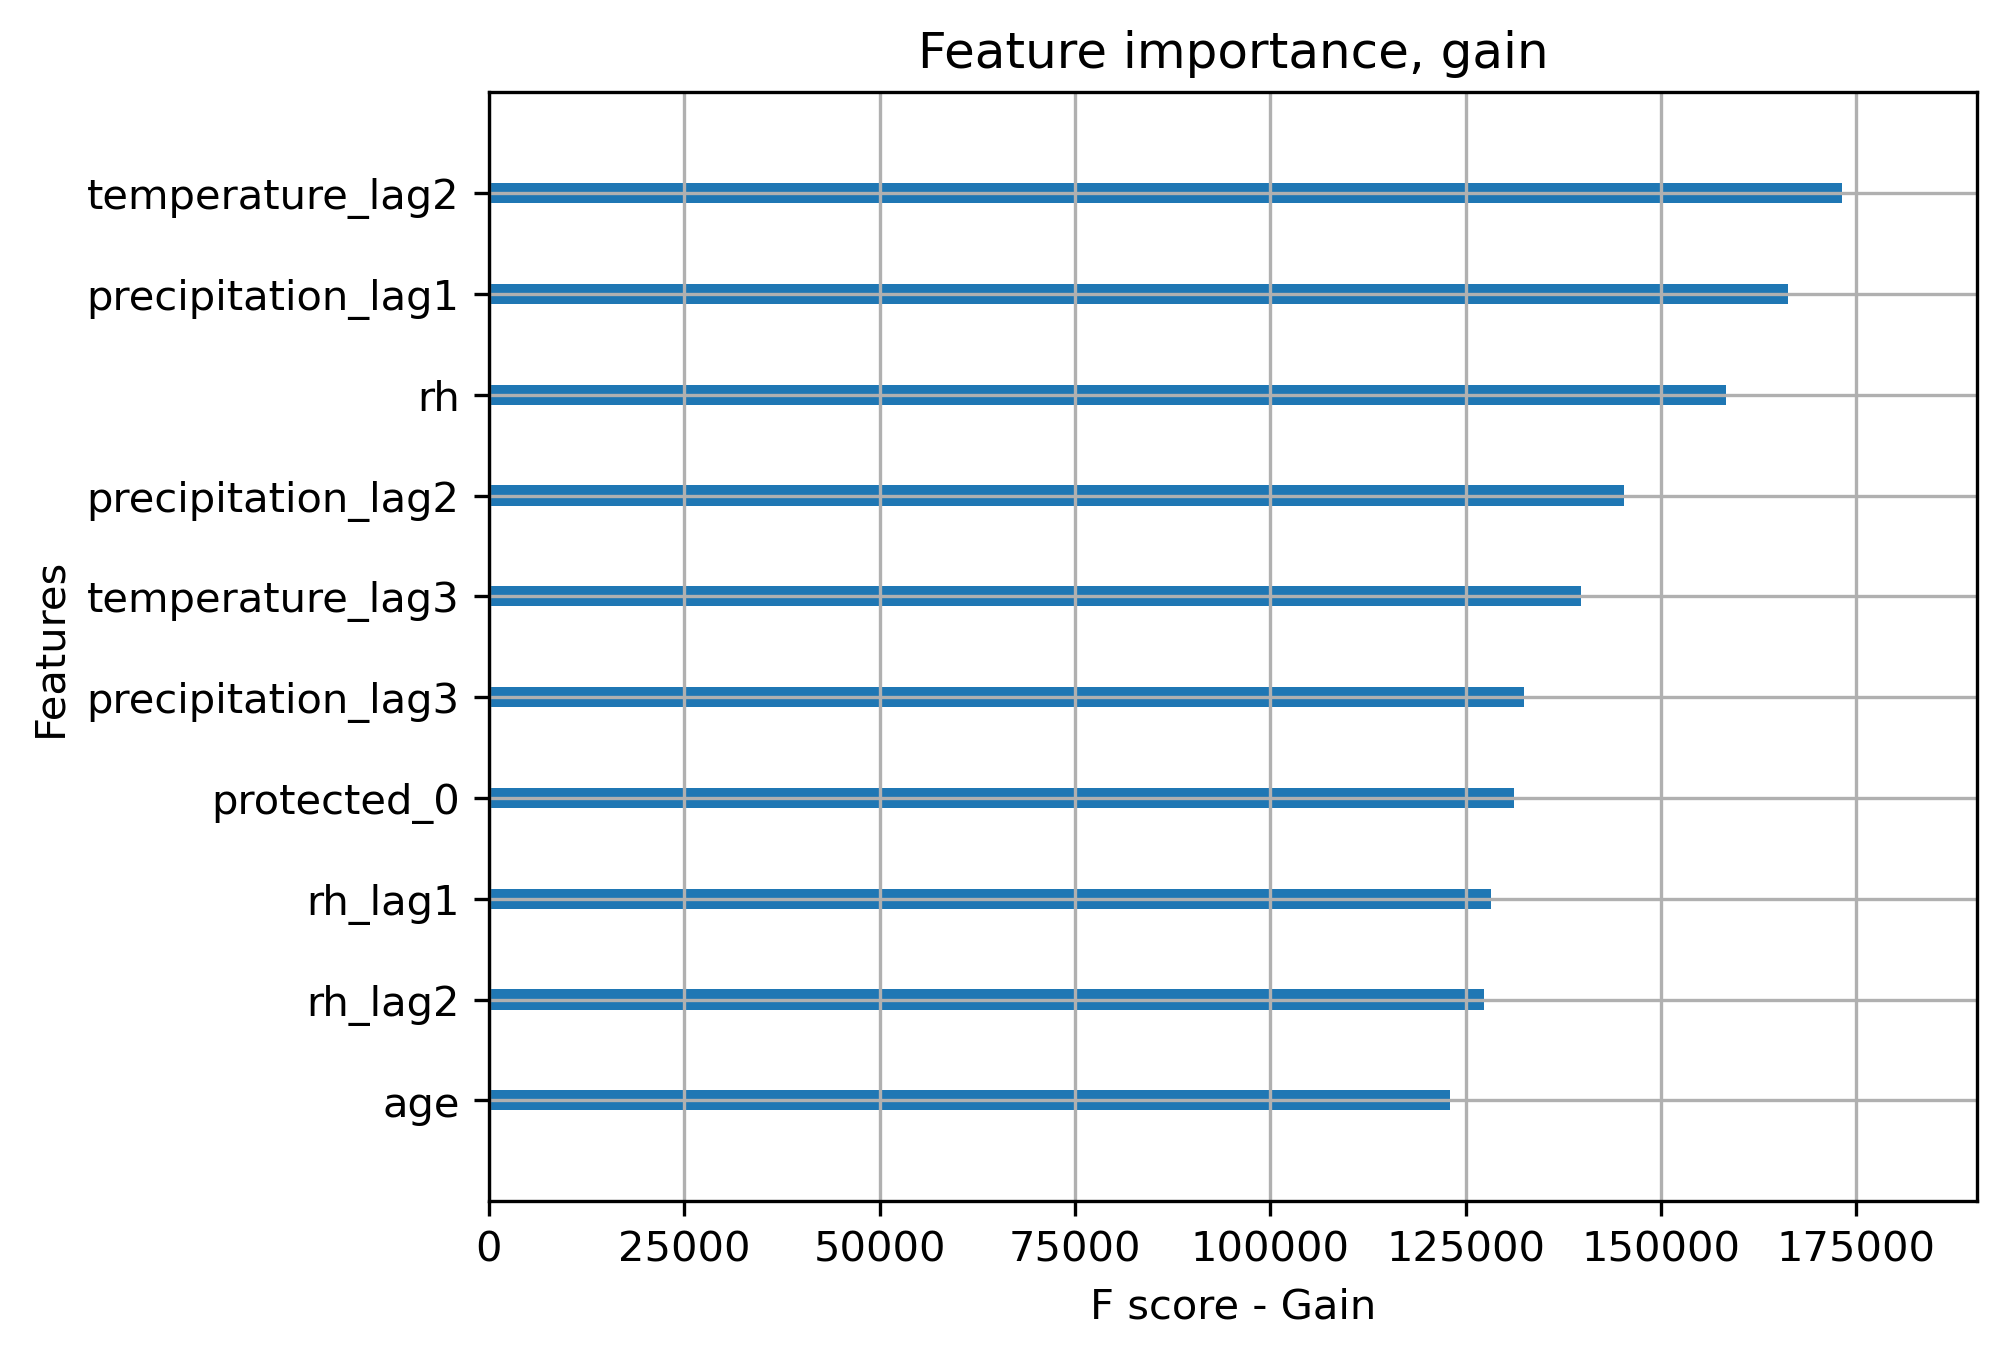 Feature importance, gain
temperature_lag2
precipitation_lag1
rh
precipitation_lag2
temperature_lag3
precipitation_lag3
protected_0
rh_lag1
rh_lag2
age
Features
0 25000 50000 75000 100000 125000 150000 175000
F score - Gain